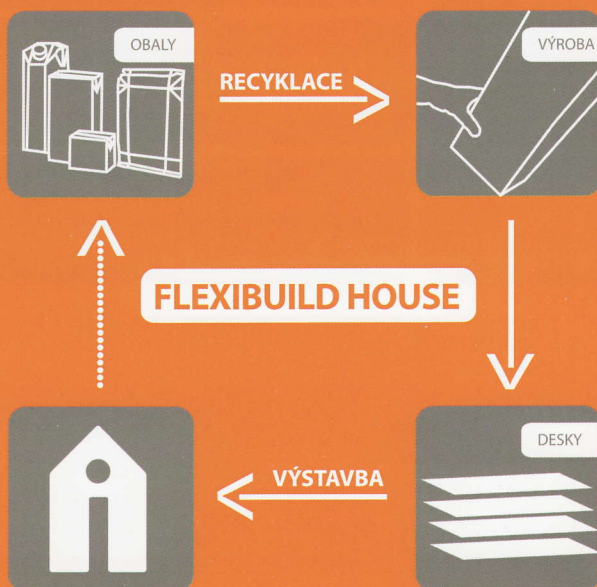 OBALY
RECYKLACE
VÝROBA
FLEXIBUILD HOUSE
VÝSTAVBA
DESKY